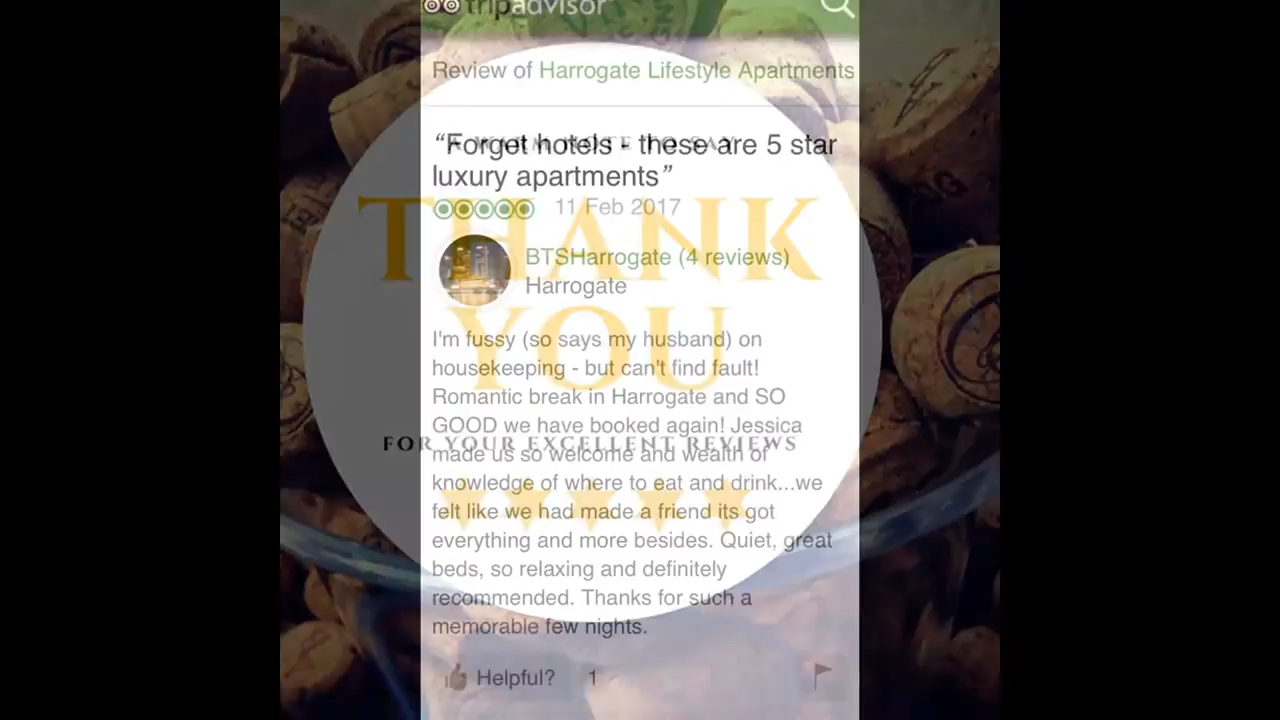 tripadvisor
Review of Harrogate Lifestyle Apartments
A WARM NOTE TO SAY
“Forget hotels - these are 5 star
luxury apartments”
11 Feb 2017
THANK
BTSHarrogate (4 reviews)
Harrogate
YOU
I'm fussy (so says my husband) on
housekeeping - but can't find fault!
Romantic break in Harrogate and SO
GOOD we have booked again! Jessica
FOR YOUR EXCELLENT REVIEWS
made us so welcome and wealth of
knowledge of where to eat and drink...we
felt like we had made a friend its got
everything and more besides. Quiet, great
beds, so relaxing and definitely
recommended. Thanks for such a
memorable few nights.
Helpful? 1